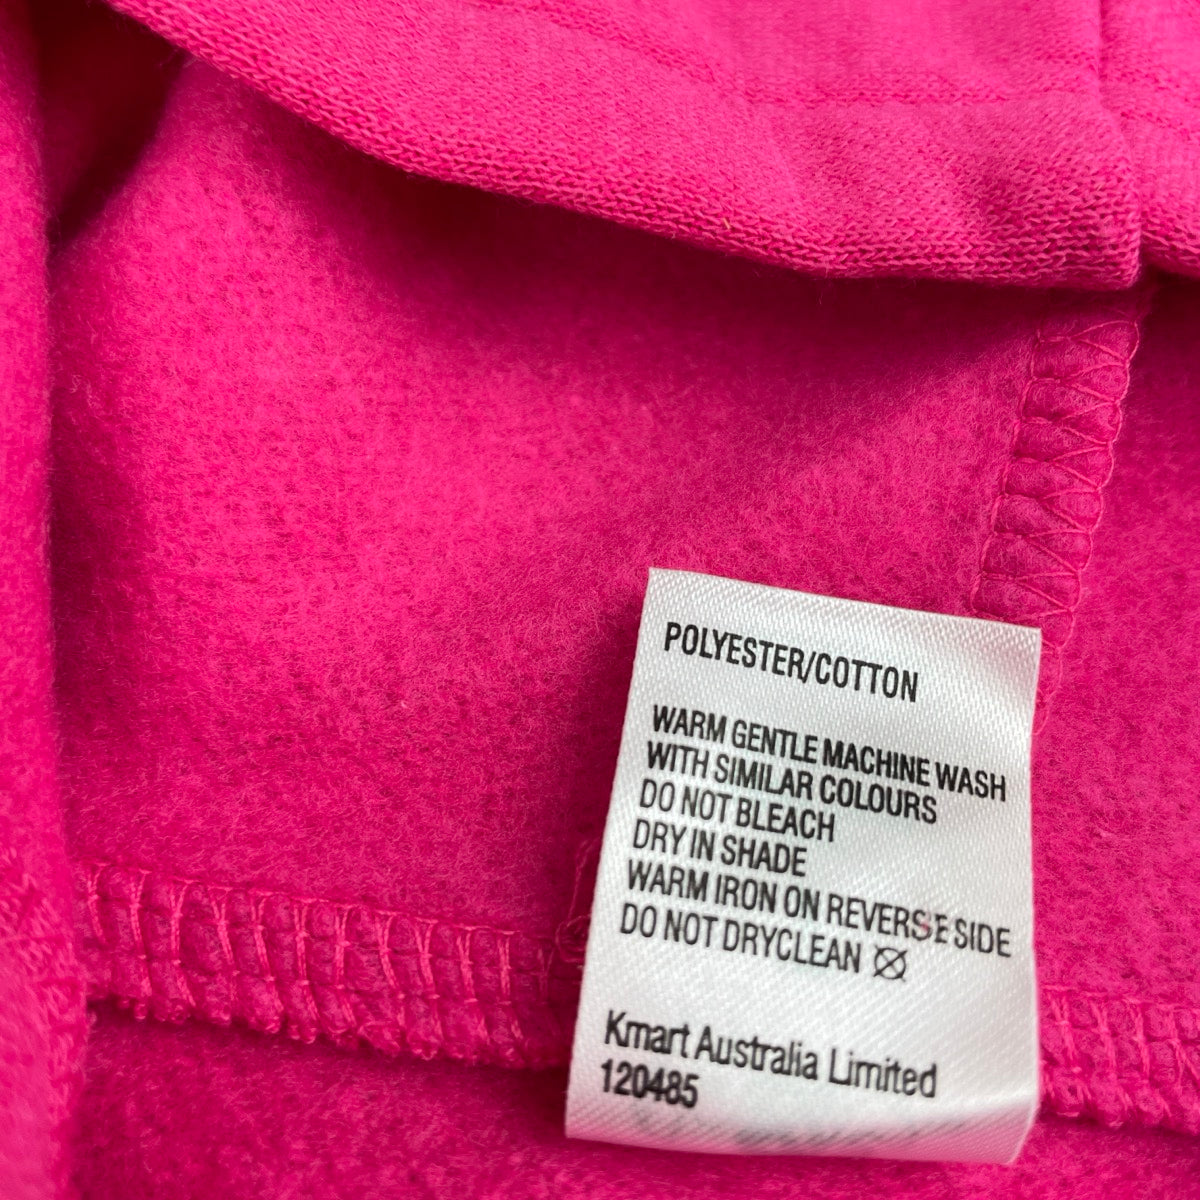 POLYESTER/COTTON
WARM GENTLE MACHINE WASH
WITH SIMILAR COLOURS
DO NOT BLEACH
DRY IN SHADE
WARM IRON ON REVERSE SIDE
DO NOT DRYCLEAN
Kmart Australia Limited
120485